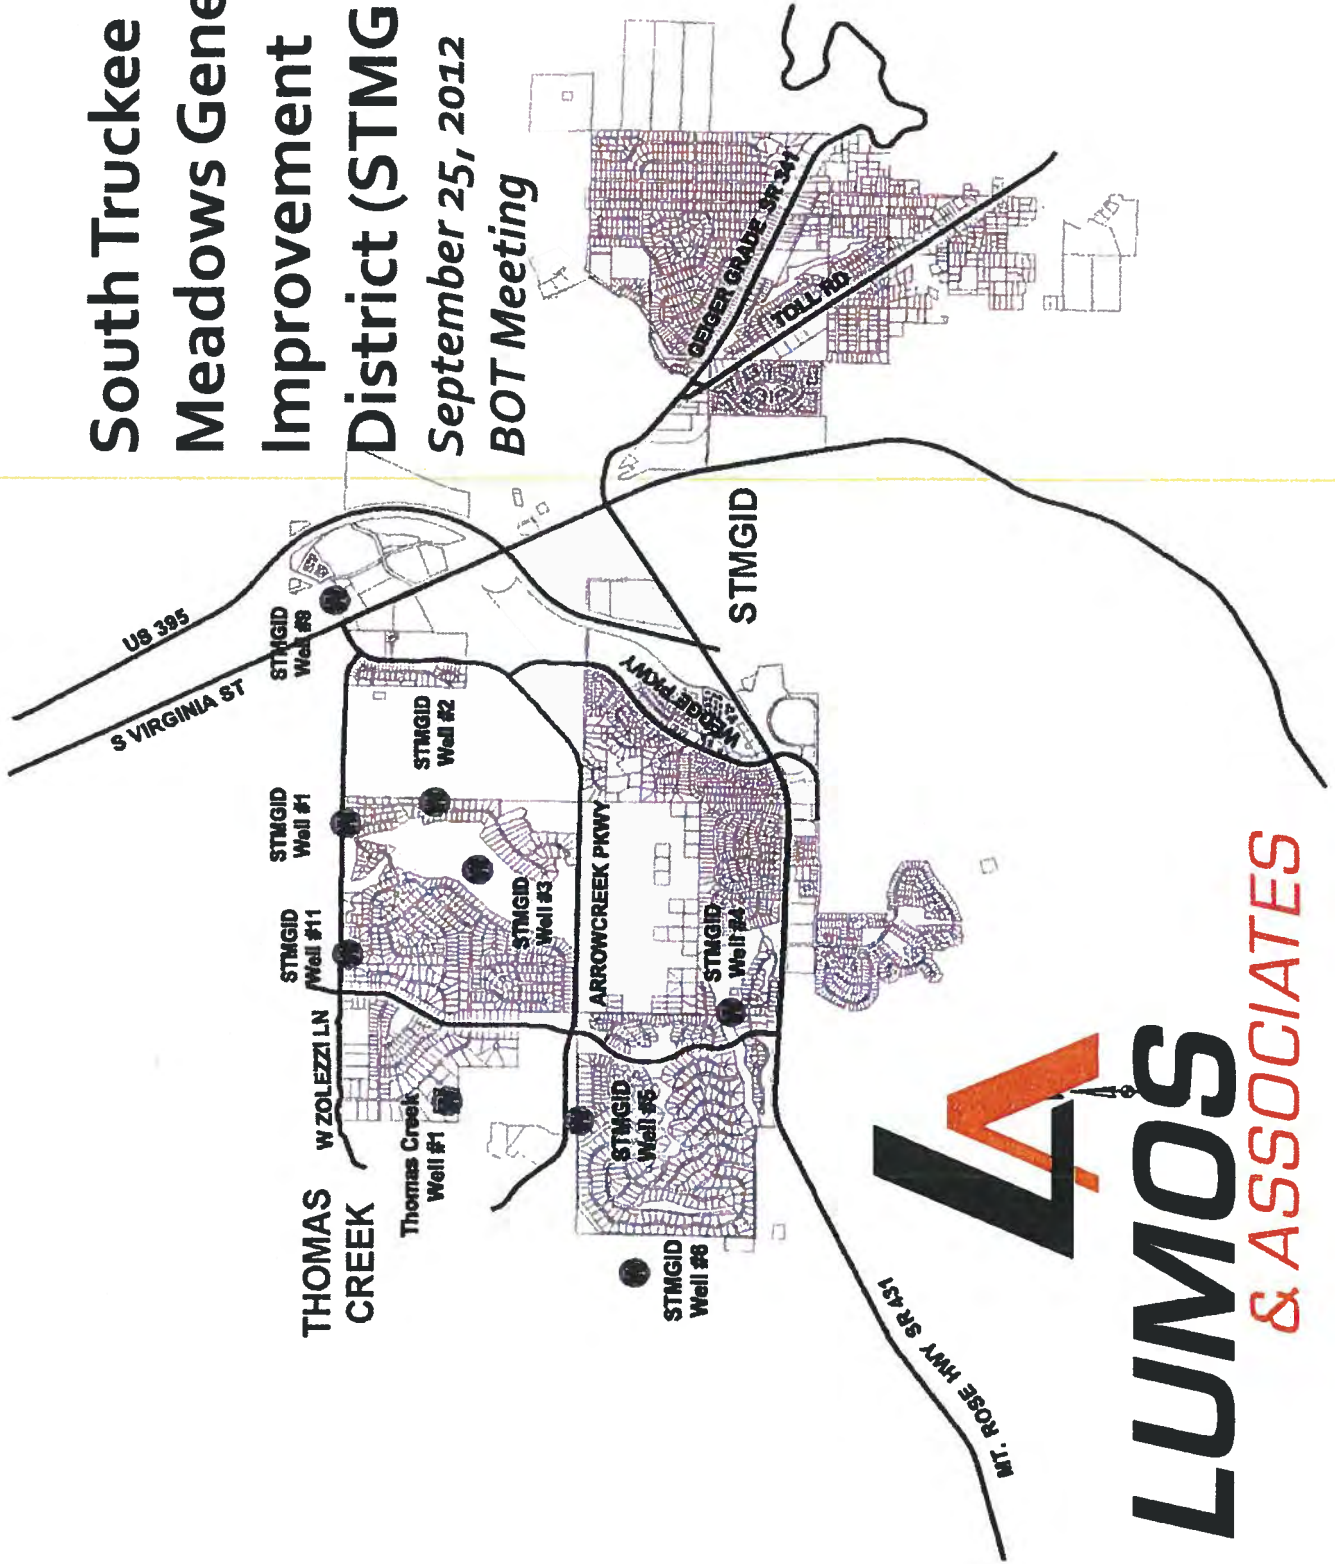 South Truckee
Meadows Gene
Improvement
District (STMG
September 25, 2012
BOT Meeting
US 395
S VIRGINIA ST
STMGID
Well #9
STMGID
Well #1
STMGID
Well #2
STMGID
Well #11
STMGID
Well #3
W ZOLEZZI LN
THOMAS
CREEK
Thomas Creek
Well #1
ARROWCREEK PKWY
WEDGE PKWY
STMGID
Well #4
STMGID
Well #5
STMGID
Well #6
STMGID
GEIGER GRADE SR 341
TOLL RD
MT. ROSE HWY SR 431
LUMOS
& ASSOCIATES